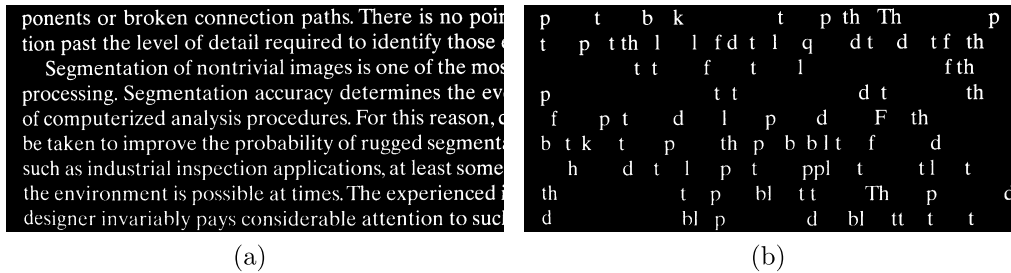 ponents or broken connection paths. There is no poin
tion past the level of detail required to identify those
Segmentation of nontrivial images is one of the mos
processing. Segmentation accuracy determines the eve
of computerized analysis procedures. For this reason, c
be taken to improve the probability of rugged segmenta
such as industrial inspection applications, at least some
the environment is possible at times. The experienced i
designer invariably pays considerable attention to such
(a)
p t b k t p th Th p
t p t th l l f d t l q d t d t f th
t t f t l f th
p t t d t th
f p t d l p d F th
b t k t p th p b b l t f d
h d t l p t ppl t t l t
th t p bl t t Th p d
d bl p d bl tt t t
(b)